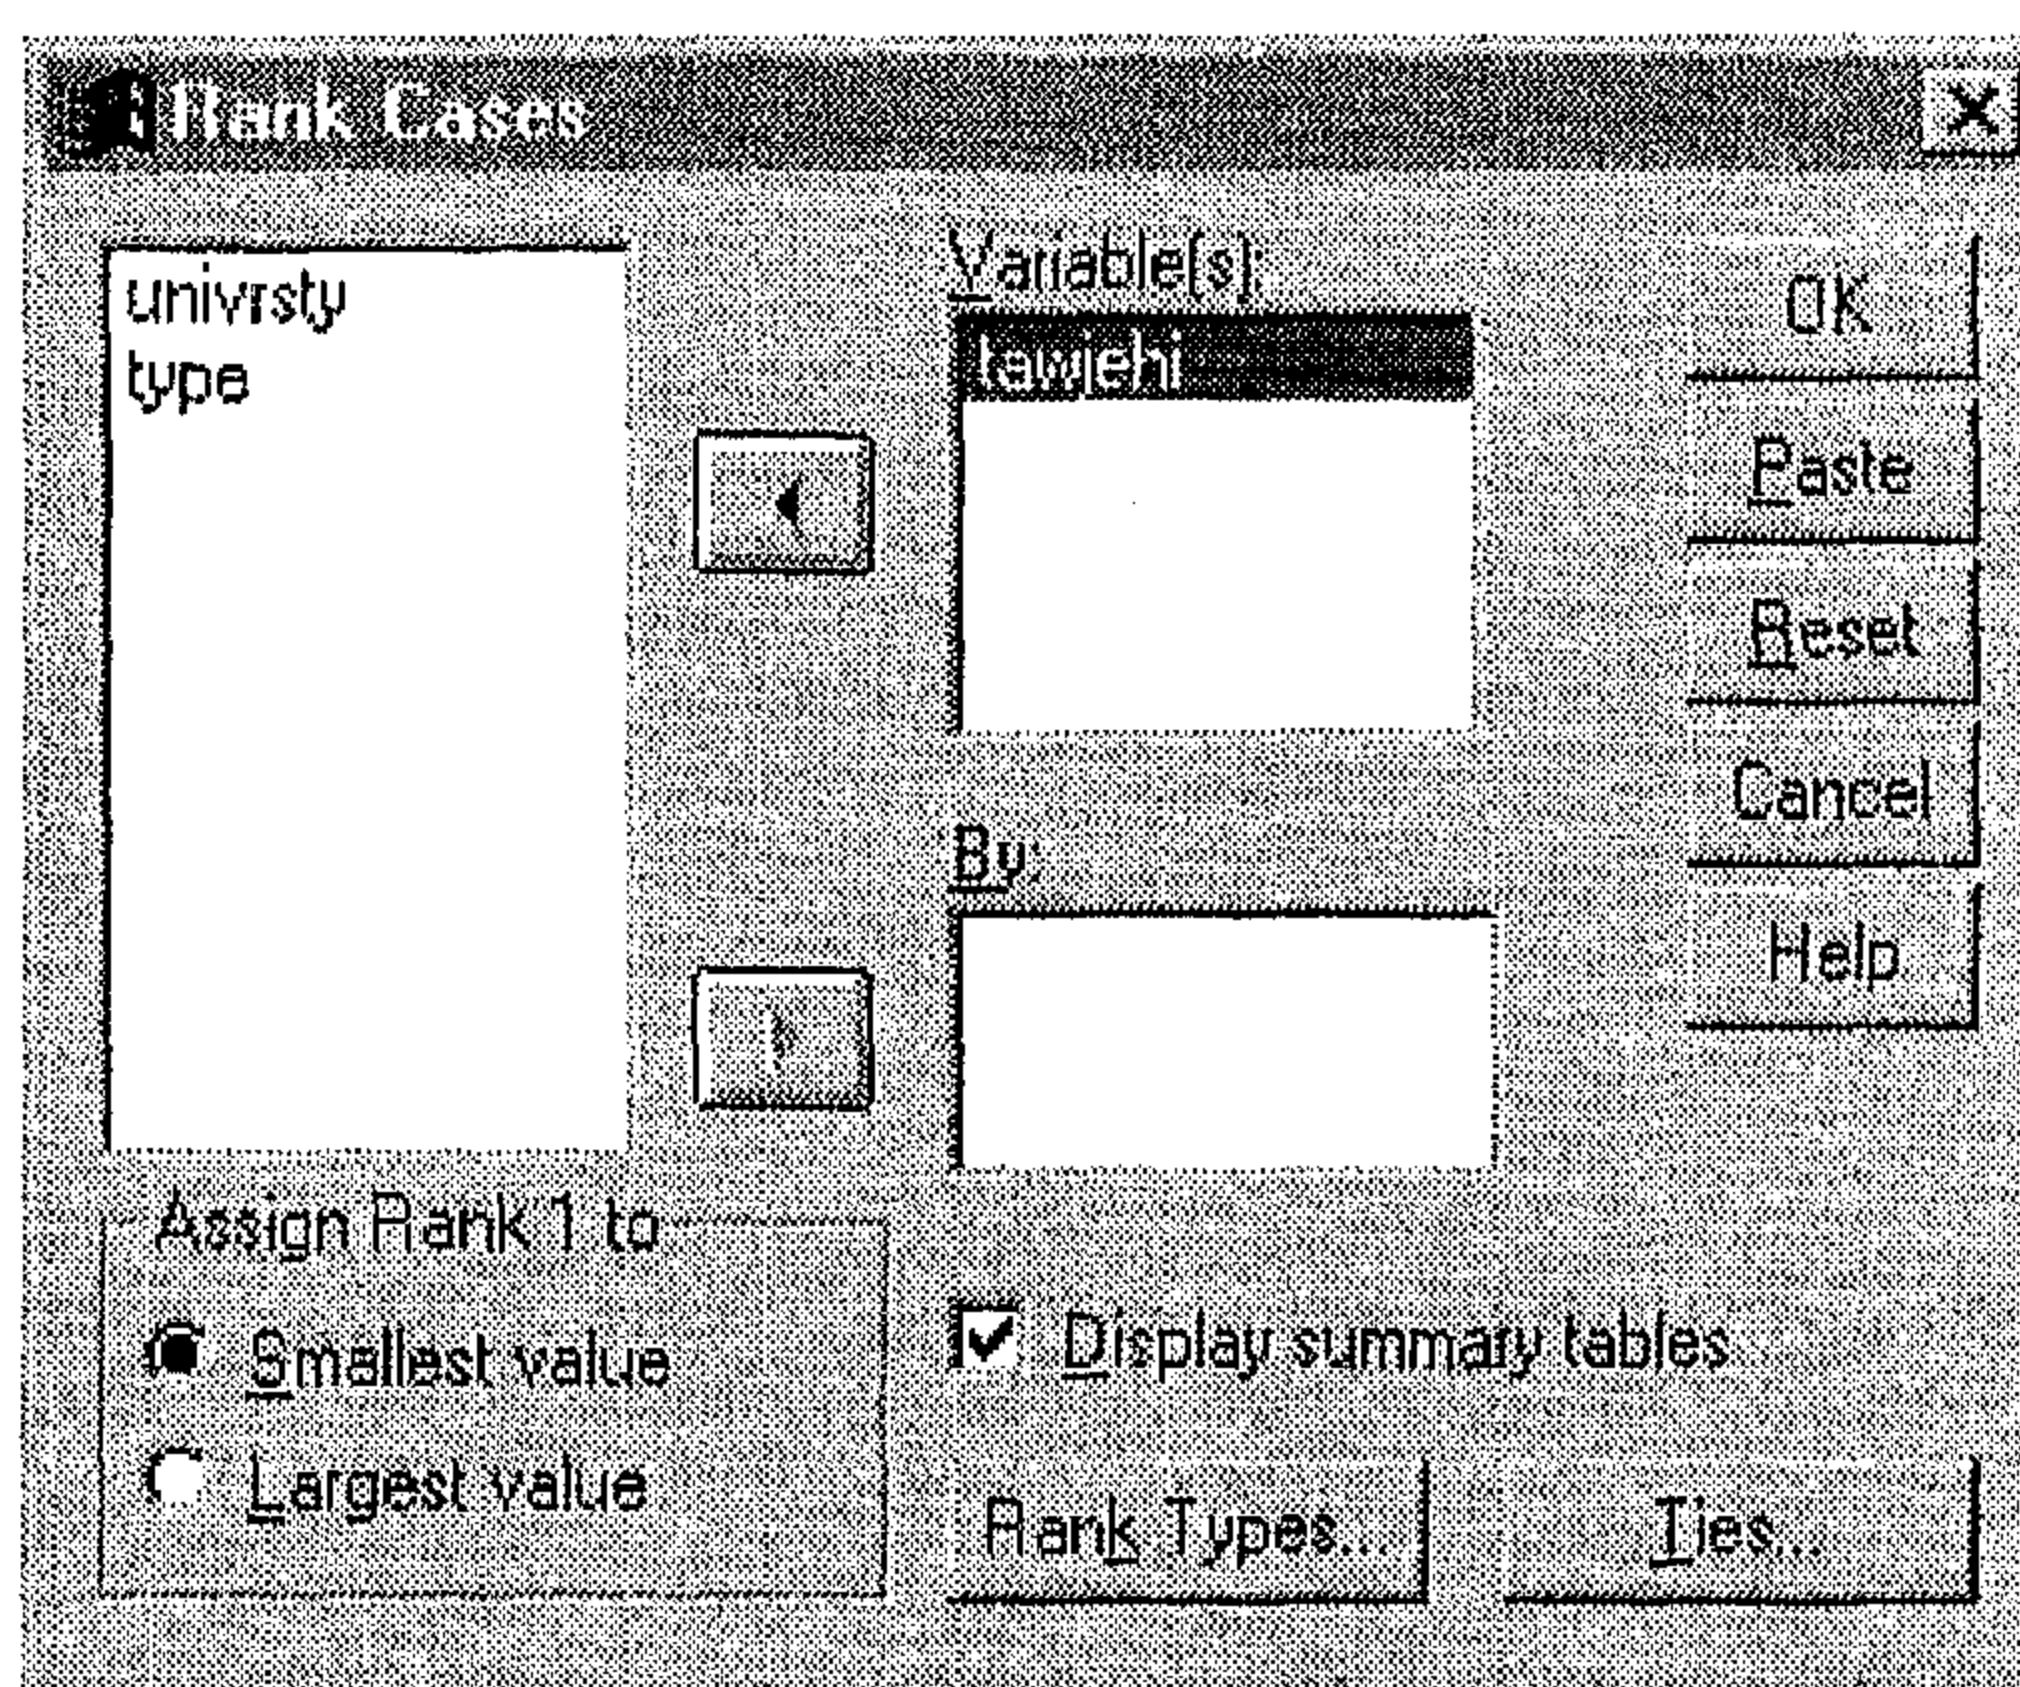 Rank Cases
univrsty
type
Variable(s):
tawjehi
By:
OK
Paste
Reset
Cancel
Help
Assign Rank 1 to
Smallest value
Largest value
Display summary tables
Rank Types...
Ties...